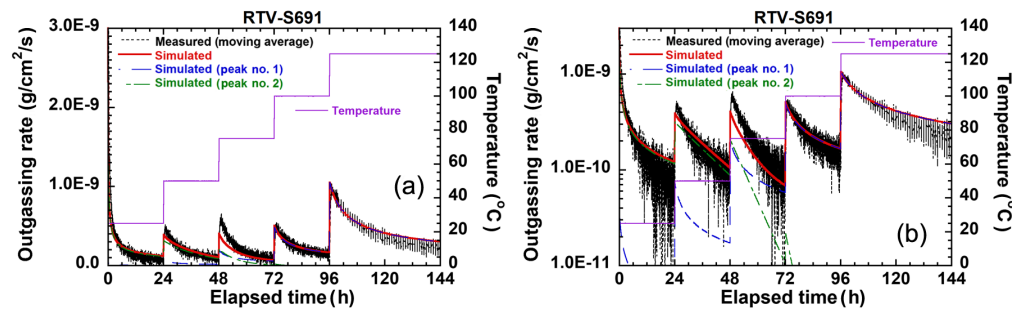 RTV-S691
3.0E-9
2.0E-9
1.0E-9
0.0
Outgassing rate (g/cm²/s)
Measured (moving average)
Simulated
Simulated (peak no. 1)
Simulated (peak no. 2)
Temperature
(a)
140
120
100
80
60
40
20
0
Temperature (°C)
0 24 48 72 96 120 144
Elapsed time (h)
RTV-S691
1.0E-9
1.0E-10
1.0E-11
Outgassing rate (g/cm²/s)
Measured (moving average)
Simulated
Simulated (peak no. 1)
Simulated (peak no. 2)
Temperature
(b)
140
120
100
80
60
40
20
0
Temperature (°C)
0 24 48 72 96 120 144
Elapsed time (h)